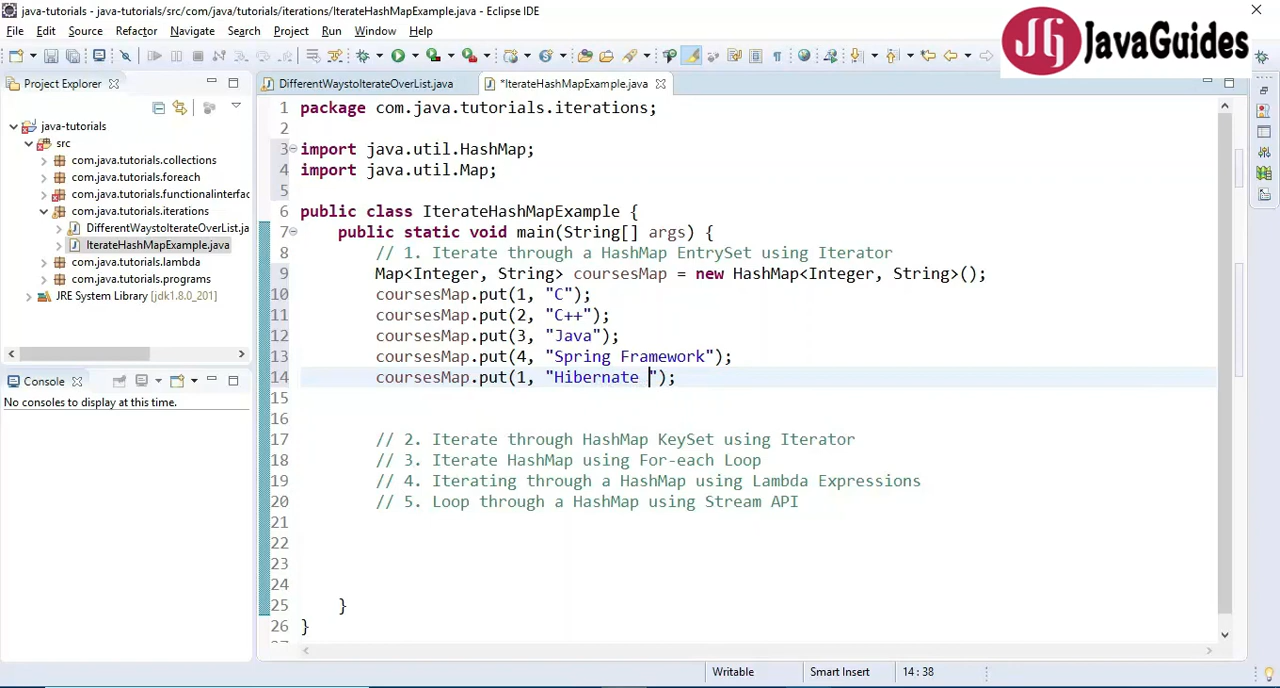 java-tutorials - java-tutorials/src/com/java/tutorials/iterations/IterateHashMapExample.java - Eclipse IDE
File Edit Source Refactor Navigate Search Project Run Window Help
JG JavaGuides
Project Explorer
DifferentWaystoIterateOverList.java
*IterateHashMapExample.java
java-tutorials
src
com.java.tutorials.collections
com.java.tutorials.foreach
com.java.tutorials.functionalinterfac
com.java.tutorials.iterations
DifferentWaystoIterateOverList.ja
IterateHashMapExample.java
com.java.tutorials.lambda
com.java.tutorials.programs
JRE System Library [jdk1.8.0_201]
Console
No consoles to display at this time.
1 package com.java.tutorials.iterations;
2
3 import java.util.HashMap;
4 import java.util.Map;
5
6 public class IterateHashMapExample {
7 public static void main(String[] args) {
8 // 1. Iterate through a HashMap EntrySet using Iterator
9 Map<Integer, String> coursesMap = new HashMap<Integer, String>();
10 coursesMap.put(1, "C");
11 coursesMap.put(2, "C++");
12 coursesMap.put(3, "Java");
13 coursesMap.put(4, "Spring Framework");
14 coursesMap.put(1, "Hibernate ");
15
16
17 // 2. Iterate through HashMap KeySet using Iterator
18 // 3. Iterate HashMap using For-each Loop
19 // 4. Iterating through a HashMap using Lambda Expressions
20 // 5. Loop through a HashMap using Stream API
21
22
23
24
25 }
26 }
Writable Smart Insert 14 : 38